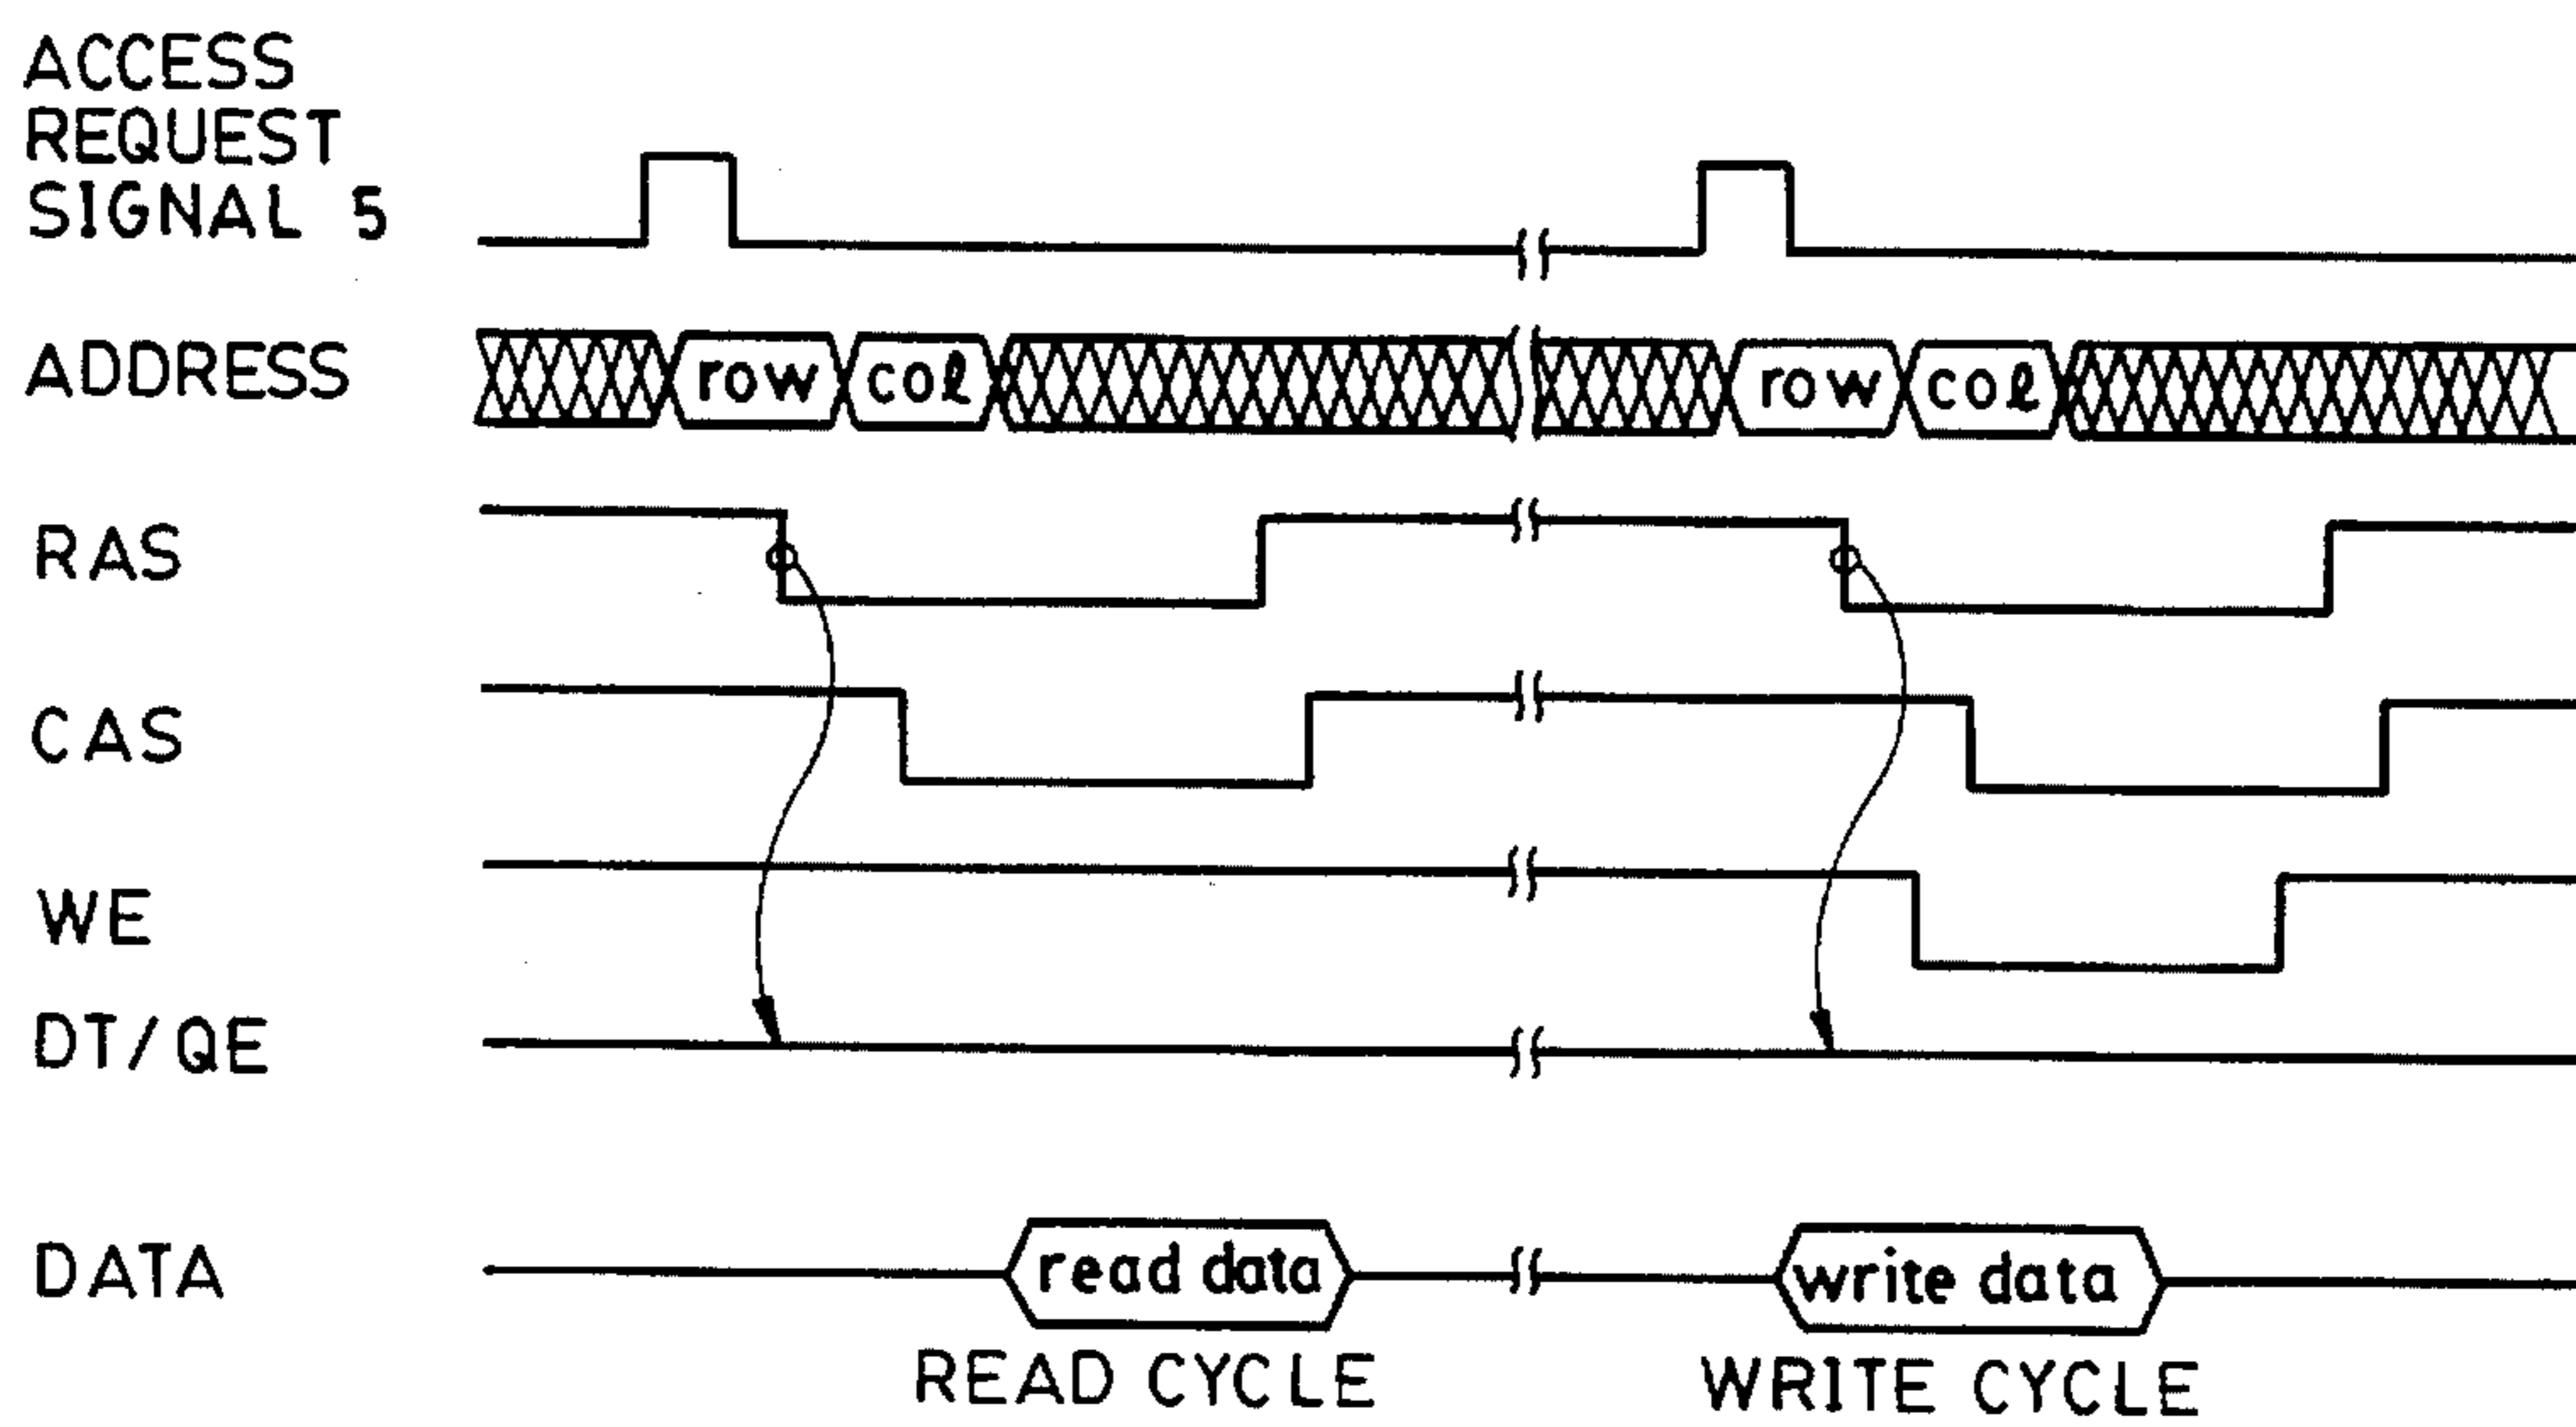 ACCESS
REQUEST
SIGNAL 5
ADDRESS
row col row col
RAS
CAS
WE
DT/QE
DATA
read data write data
READ CYCLE WRITE CYCLE